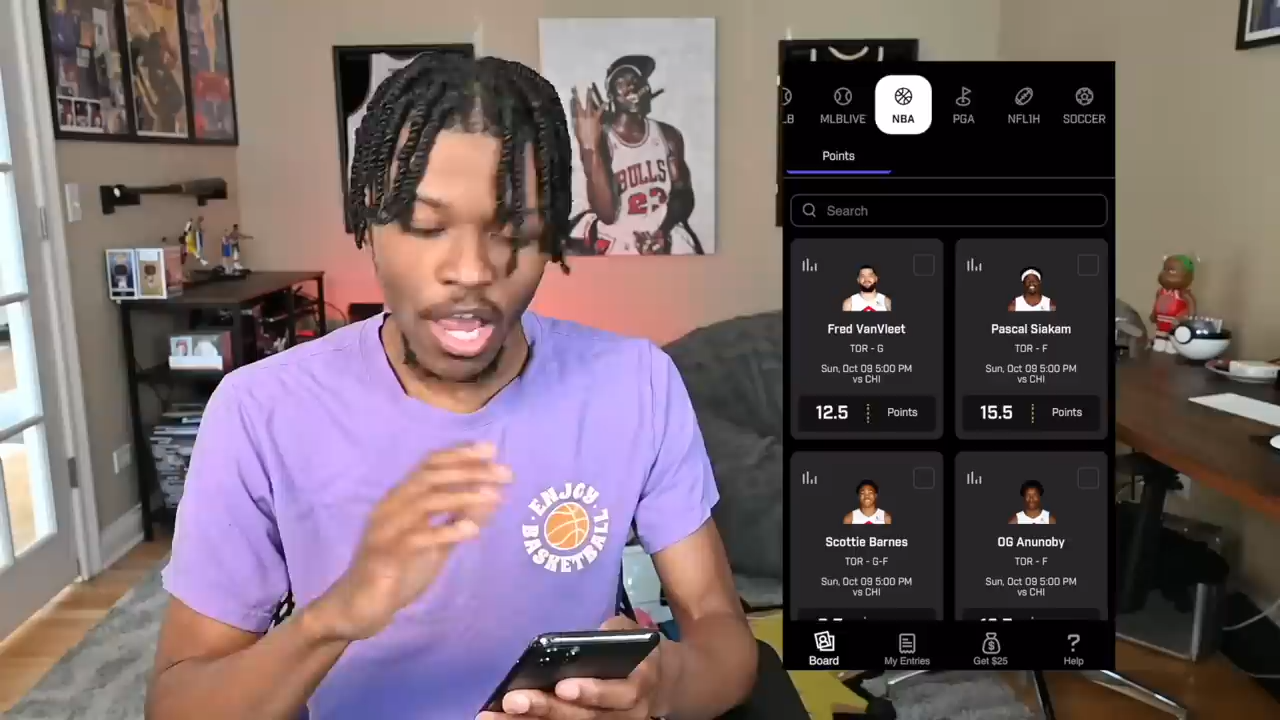 BULLS
23
ENJOY
BASKETBALL
LB
MLBLIVE
NBA
PGA
NFL1H
SOCCER
Points
Search
Fred VanVleet
TOR - G
Sun, Oct 09 5:00 PM
vs CHI
12.5 Points
Pascal Siakam
TOR - F
Sun, Oct 09 5:00 PM
vs CHI
15.5 Points
Scottie Barnes
TOR - G-F
Sun, Oct 09 5:00 PM
vs CHI
OG Anunoby
TOR - F
Sun, Oct 09 5:00 PM
vs CHI
Board
My Entries
Get $25
Help